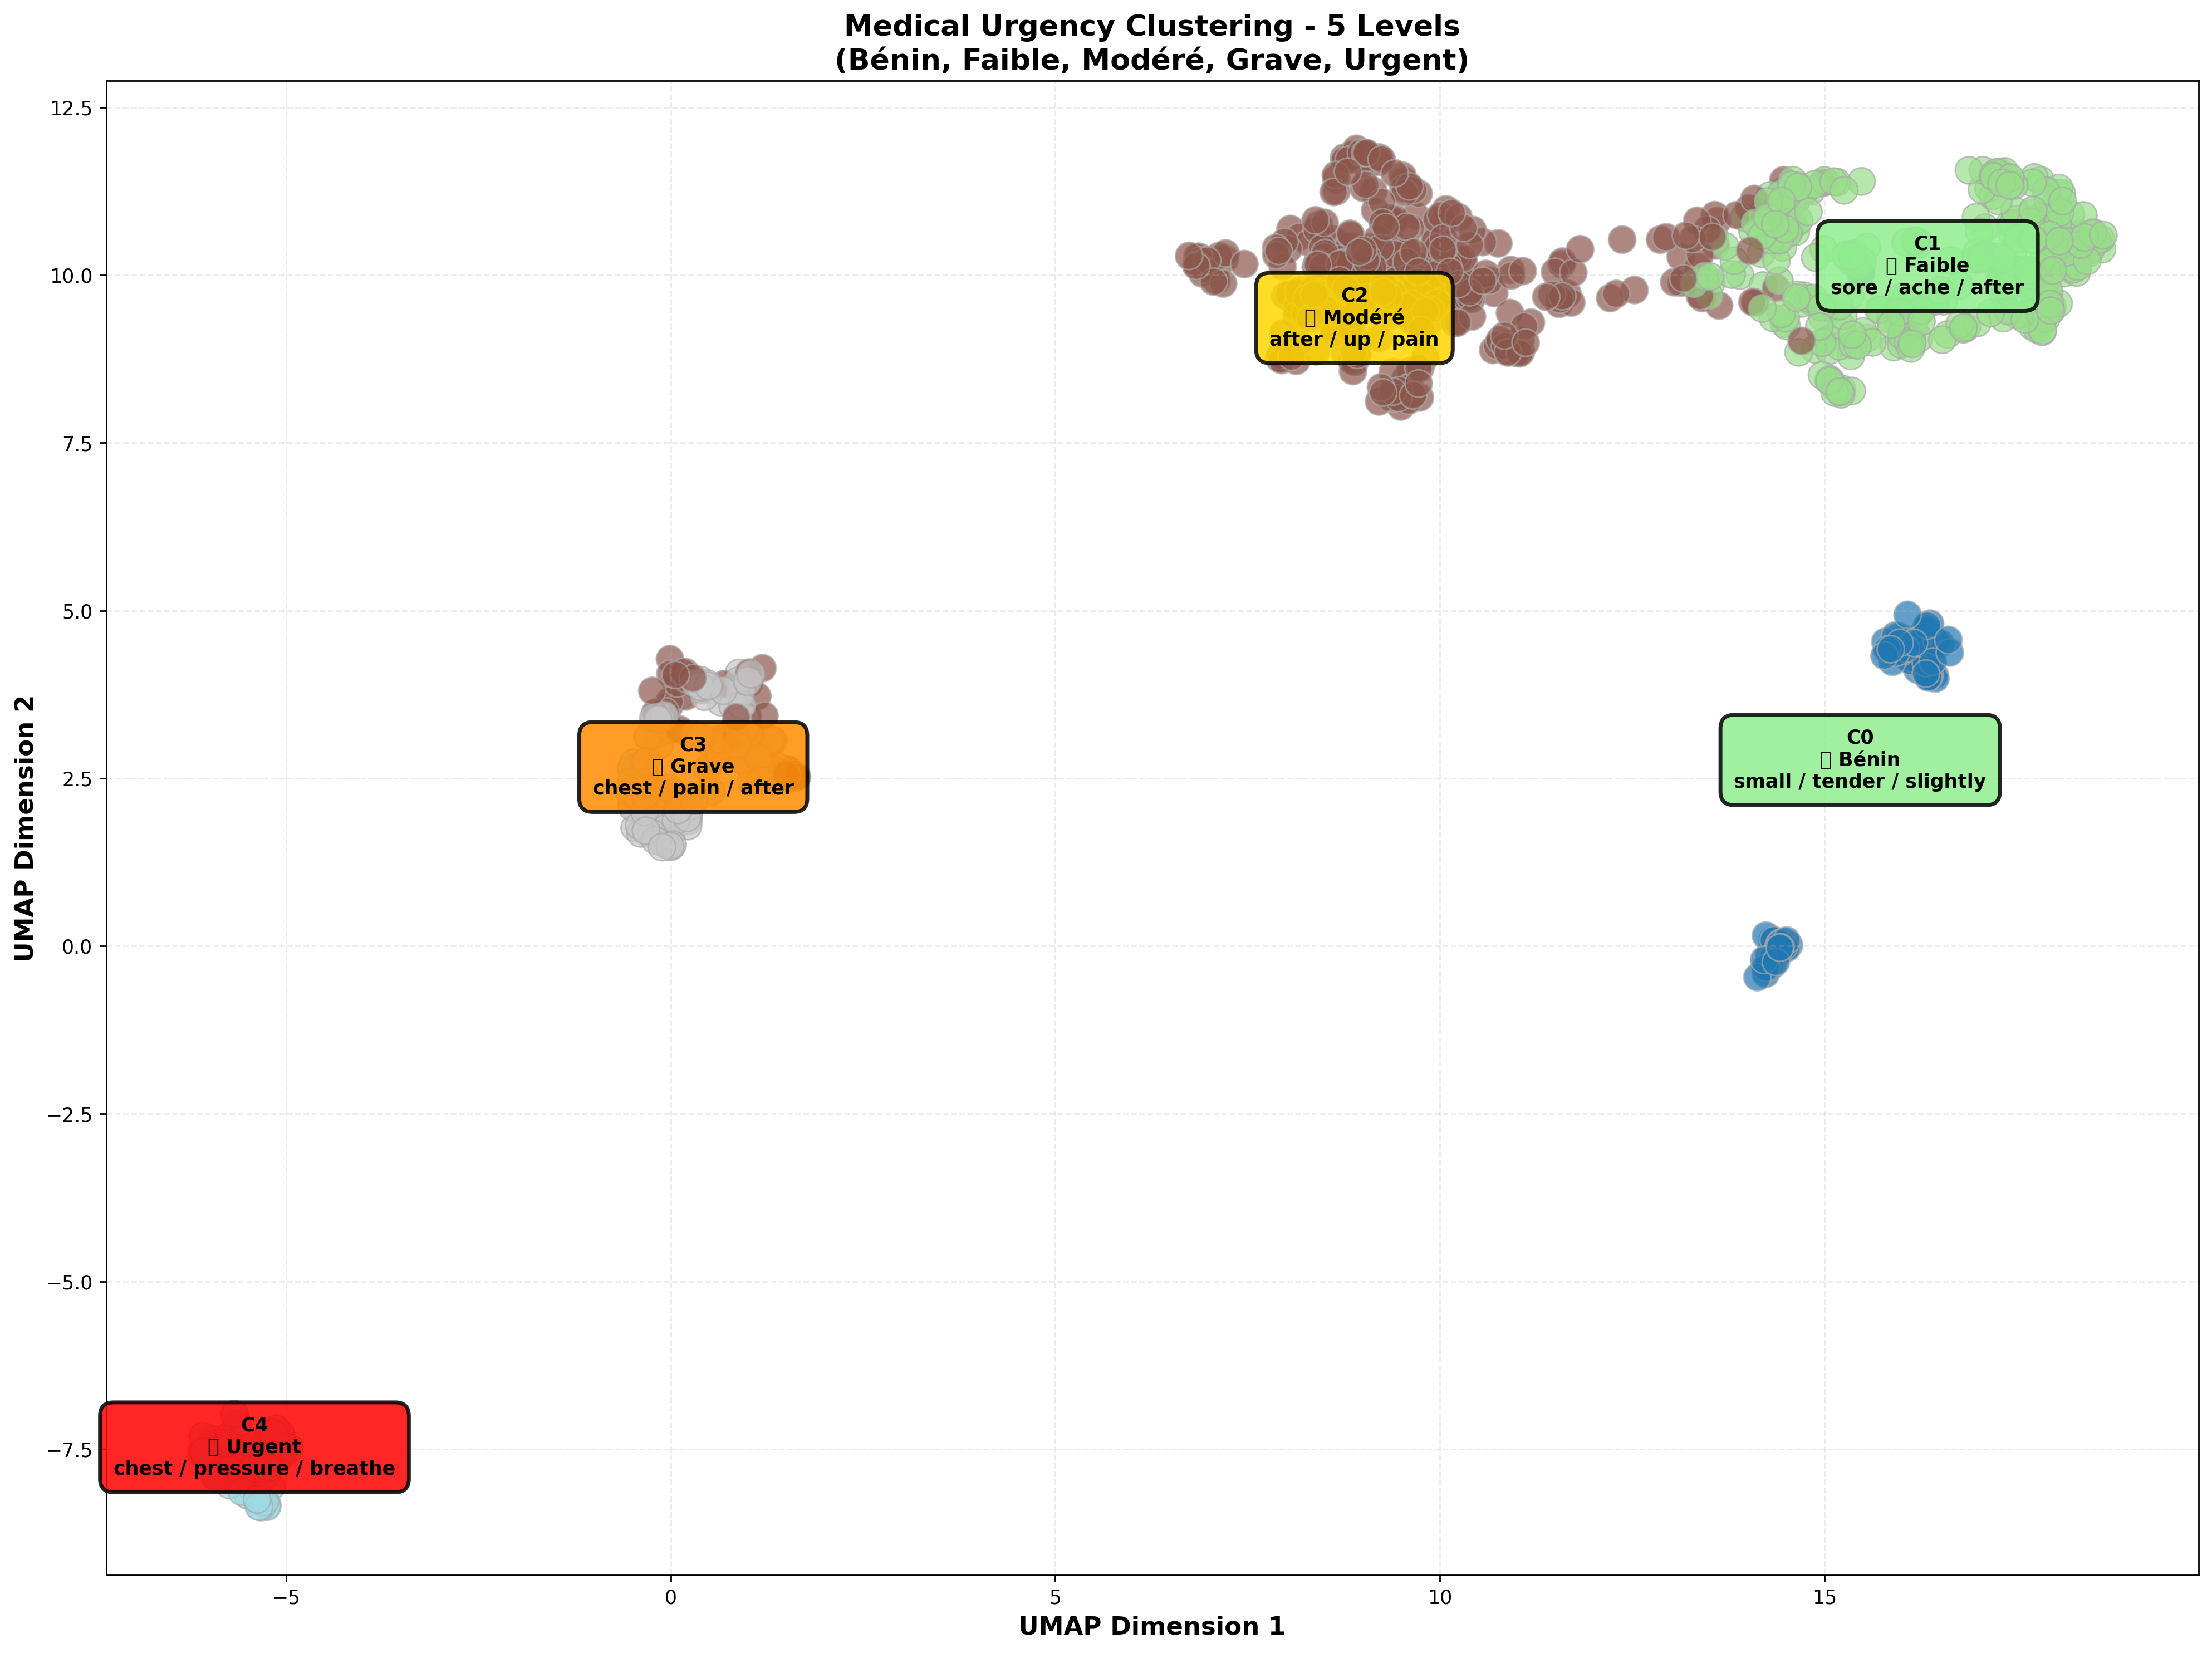 Medical Urgency Clustering - 5 Levels
(Bénin, Faible, Modéré, Grave, Urgent)
UMAP Dimension 2
12.5
10.0
7.5
5.0
2.5
0.0
−2.5
−5.0
−7.5
C1
▯ Faible
sore / ache / after
C2
▯ Modéré
after / up / pain
C3
▯ Grave
chest / pain / after
C0
▯ Bénin
small / tender / slightly
C4
▯ Urgent
chest / pressure / breathe
−5
0
5
10
15
UMAP Dimension 1